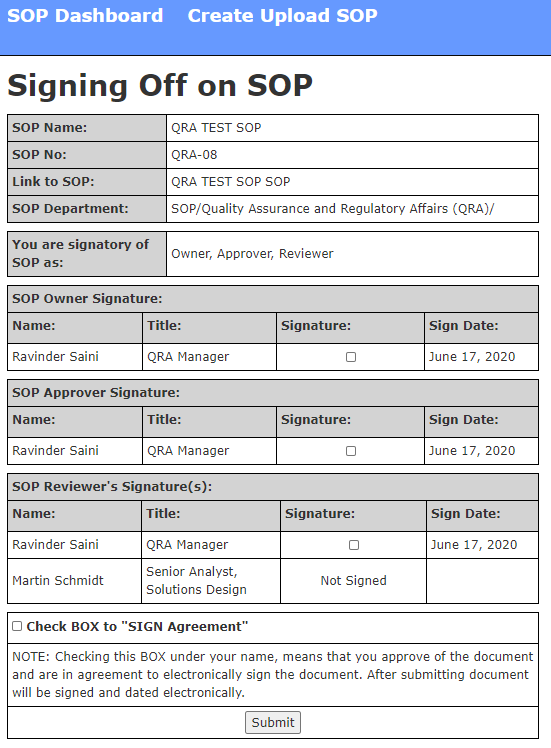 SOP Dashboard Create Upload SOP
Signing Off on SOP
SOP Name: QRA TEST SOP
SOP No: QRA-08
Link to SOP: QRA TEST SOP SOP
SOP Department: SOP/Quality Assurance and Regulatory Affairs (QRA)/
You are signatory of
SOP as:
Owner, Approver, Reviewer
SOP Owner Signature:
Name: Title: Signature: Sign Date:
Ravinder Saini QRA Manager June 17, 2020
SOP Approver Signature:
Name: Title: Signature: Sign Date:
Ravinder Saini QRA Manager June 17, 2020
SOP Reviewer's Signature(s):
Name: Title: Signature: Sign Date:
Ravinder Saini QRA Manager June 17, 2020
Martin Schmidt
Senior Analyst,
Solutions Design
Not Signed
Check BOX to "SIGN Agreement"
NOTE: Checking this BOX under your name, means that you approve of the document
and are in agreement to electronically sign the document. After submitting document
will be signed and dated electronically.
Submit